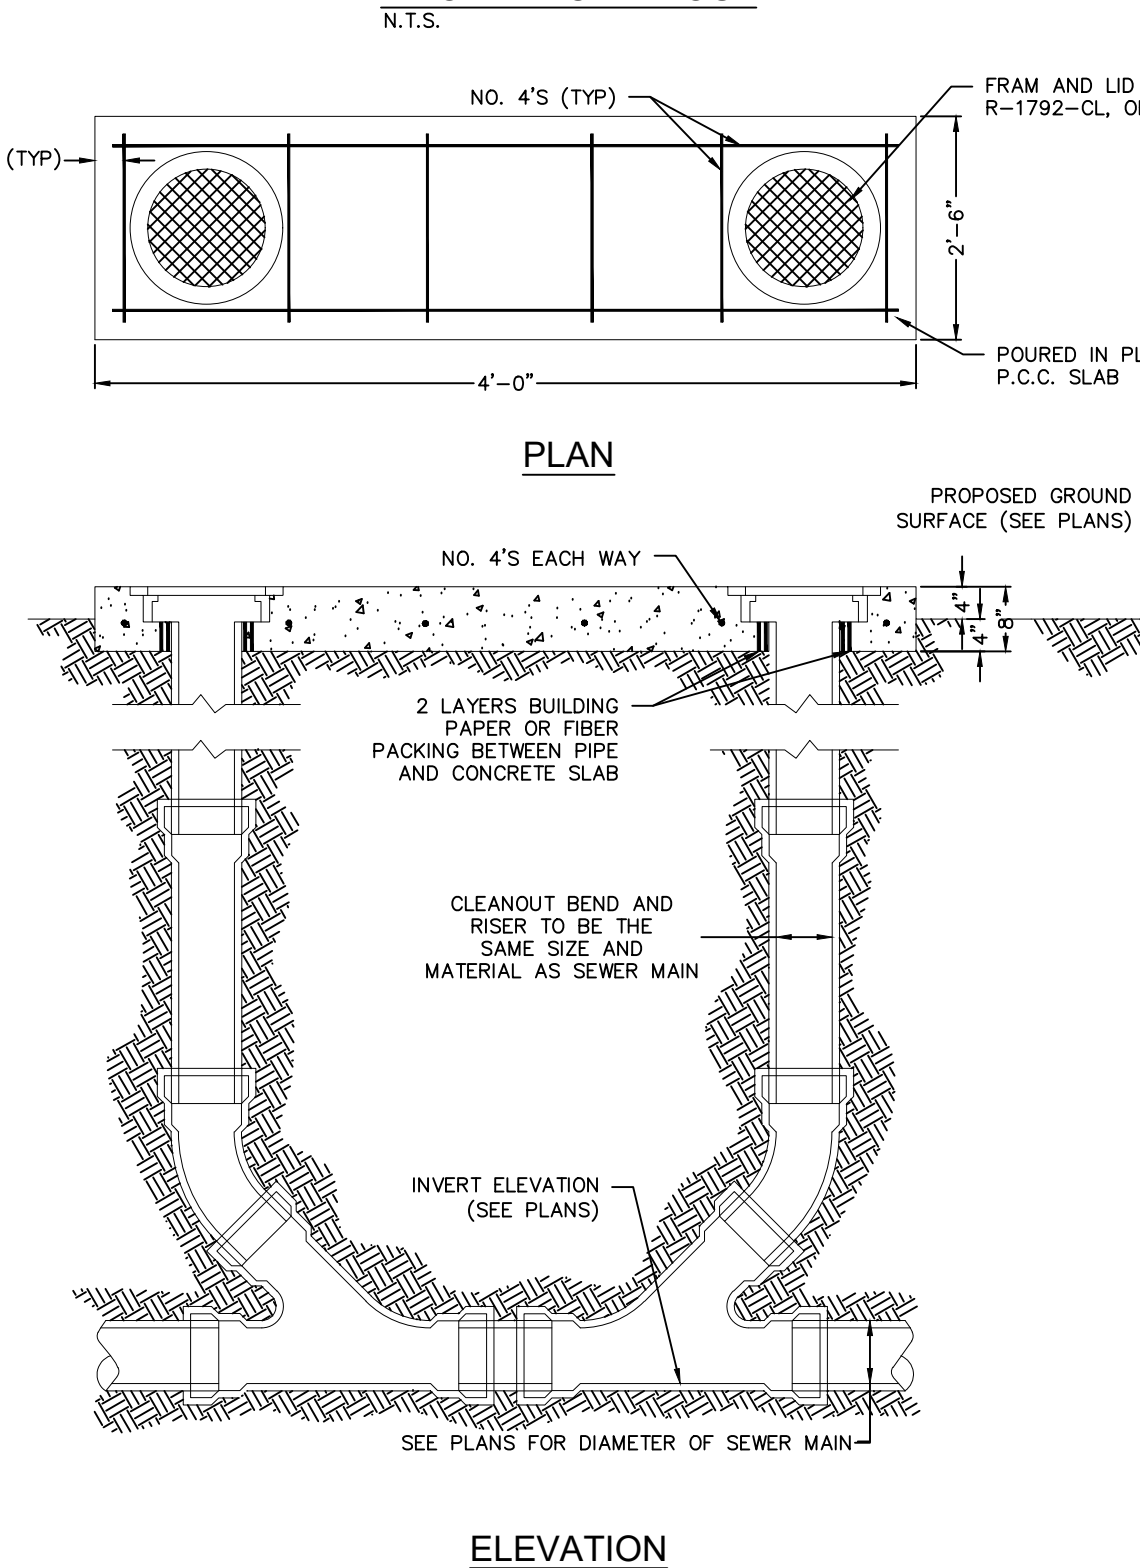 N.T.S.
NO. 4'S (TYP)
FRAM AND LID
R-1792-CL,
(TYP)
2'-6"
POURED IN
P.C.C. SLAB
4'-0"
PLAN
PROPOSED GROUND
SURFACE (SEE PLANS)
NO. 4'S EACH WAY
4"
4"
8"
2 LAYERS BUILDING
PAPER OR FIBER
PACKING BETWEEN PIPE
AND CONCRETE SLAB
CLEANOUT BEND AND
RISER TO BE THE
SAME SIZE AND
MATERIAL AS SEWER MAIN
INVERT ELEVATION
(SEE PLANS)
SEE PLANS FOR DIAMETER OF SEWER MAIN
ELEVATION